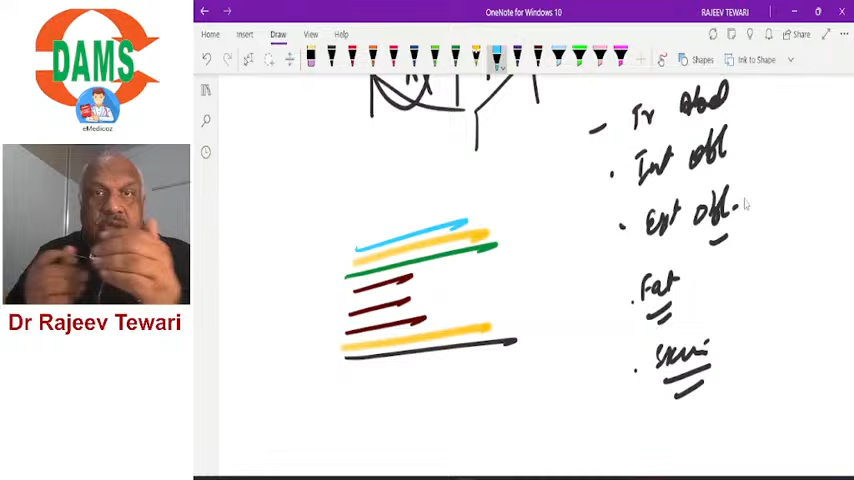 DAMS
eMedicoz
Dr Rajeev Tewari
OneNote for Windows 10
RAJEEV TEWARI
Home Insert Draw View Help
Share
Shapes
Ink to Shape
Tr Abd
Int Obl
Ext Obl.
Fat
Skin